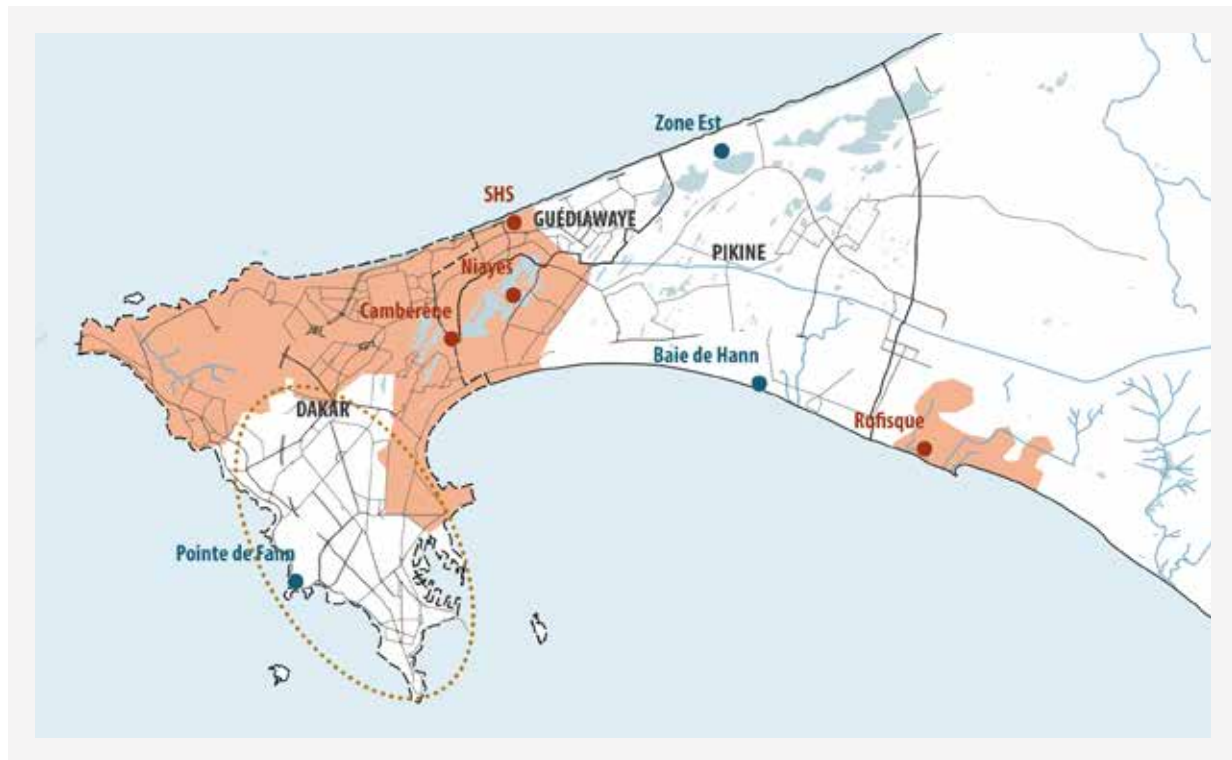 Zone Est
SHS
GUÉDIAWAYE
PIKINE
Niayes
Cambérène
Baie de Hann
DAKAR
Rufisque
Pointe de Fann